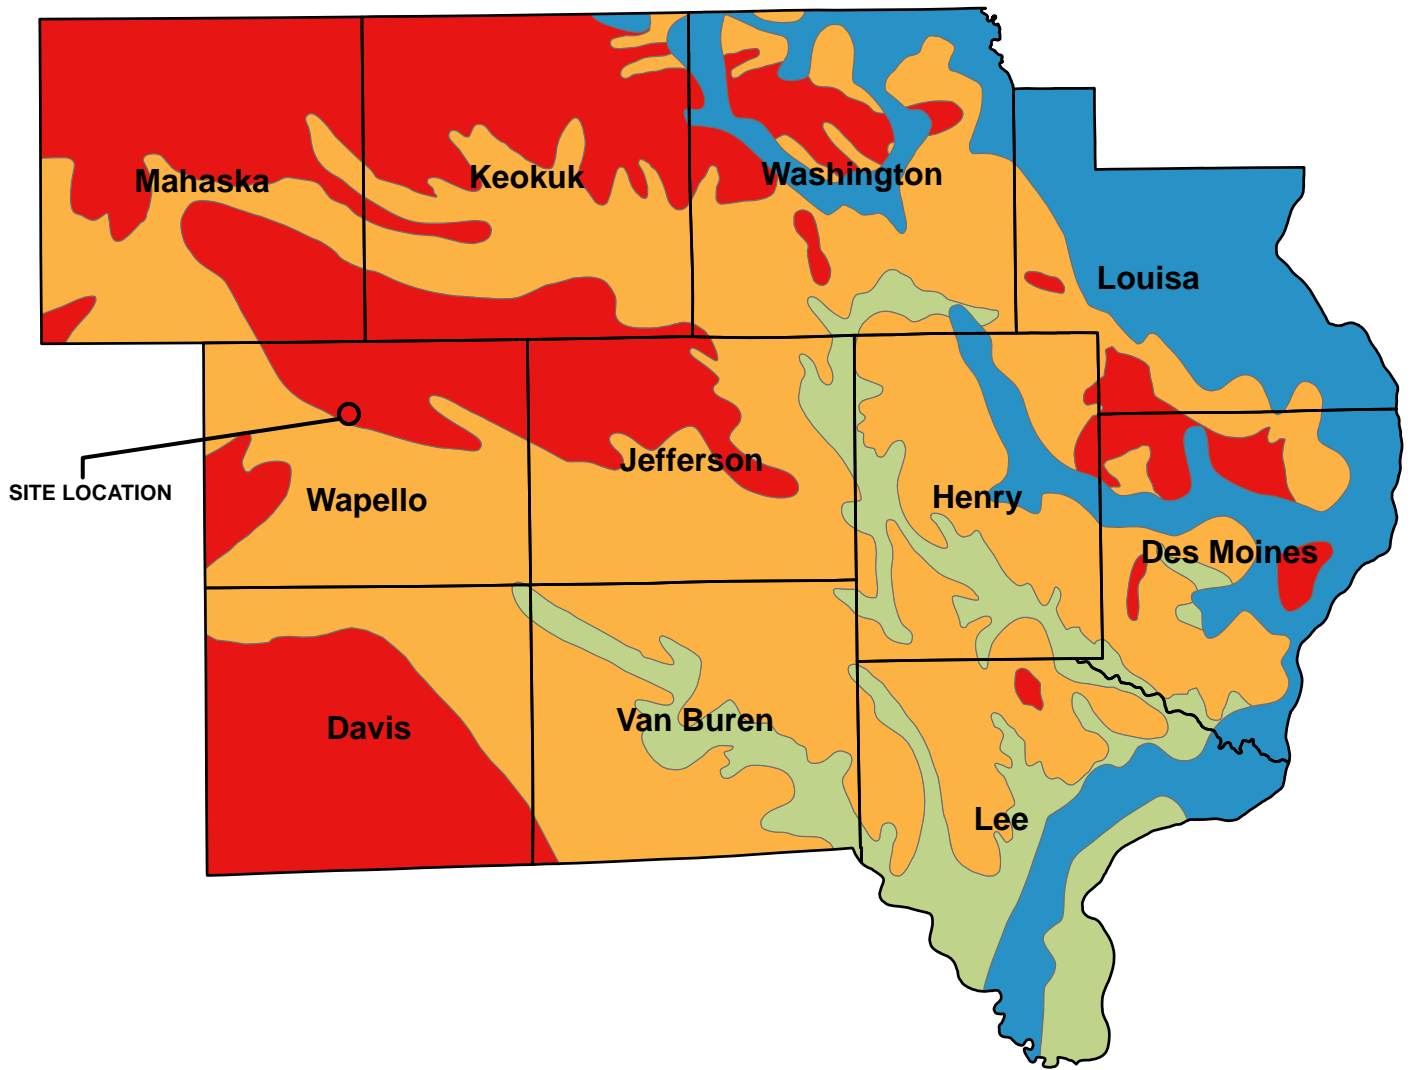 Mahaska
Keokuk
Washington
Louisa
Jefferson
SITE LOCATION
Wapello
Henry
Des Moines
Davis
Van Buren
Lee